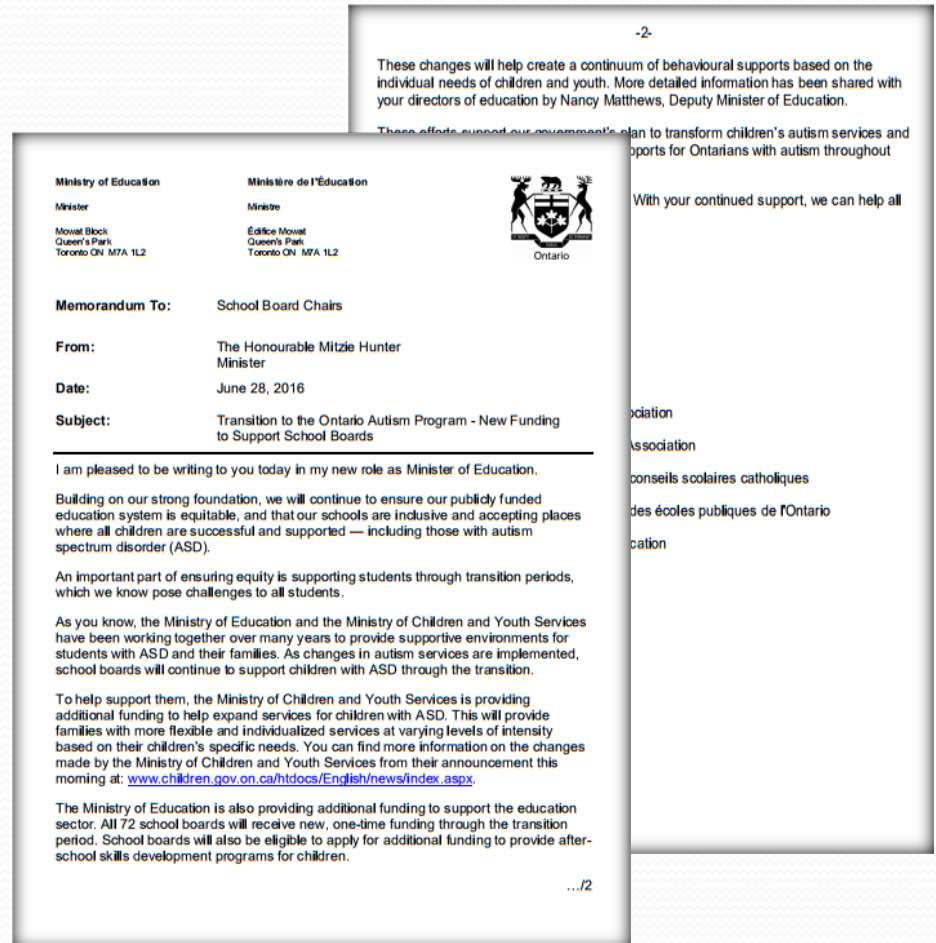 Ministry of Education
Minister
Mowat Block
Queen's Park
Toronto ON M7A 1L2
Ministère de l'Éducation
Ministre
Édifice Mowat
Queen's Park
Toronto ON M7A 1L2
Ontario
Memorandum To: School Board Chairs
From: The Honourable Mitzie Hunter
Minister
Date: June 28, 2016
Subject: Transition to the Ontario Autism Program - New Funding
to Support School Boards
I am pleased to be writing to you today in my new role as Minister of Education.
Building on our strong foundation, we will continue to ensure our publicly funded
education system is equitable, and that our schools are inclusive and accepting places
where all children are successful and supported — including those with autism
spectrum disorder (ASD).
An important part of ensuring equity is supporting students through transition periods,
which we know pose challenges to all students.
As you know, the Ministry of Education and the Ministry of Children and Youth Services
have been working together over many years to provide supportive environments for
students with ASD and their families. As changes in autism services are implemented,
school boards will continue to support children with ASD through the transition.
To help support them, the Ministry of Children and Youth Services is providing
additional funding to help expand services for children with ASD. This will provide
families with more flexible and individualized services at varying levels of intensity
based on their children's specific needs. You can find more information on the changes
made by the Ministry of Children and Youth Services from their announcement this
morning at: www.children.gov.on.ca/htdocs/English/news/index.aspx.
The Ministry of Education is also providing additional funding to support the education
sector. All 72 school boards will receive new, one-time funding through the transition
period. School boards will also be eligible to apply for additional funding to provide after-
school skills development programs for children.
.../2
-2-
These changes will help create a continuum of behavioural supports based on the
individual needs of children and youth. More detailed information has been shared with
your directors of education by Nancy Matthews, Deputy Minister of Education.
These efforts support our government's plan to transform children's autism services and
for Ontarians with autism throughout
With your continued support, we can help all
conseils scolaires catholiques
des écoles publiques de l'Ontario